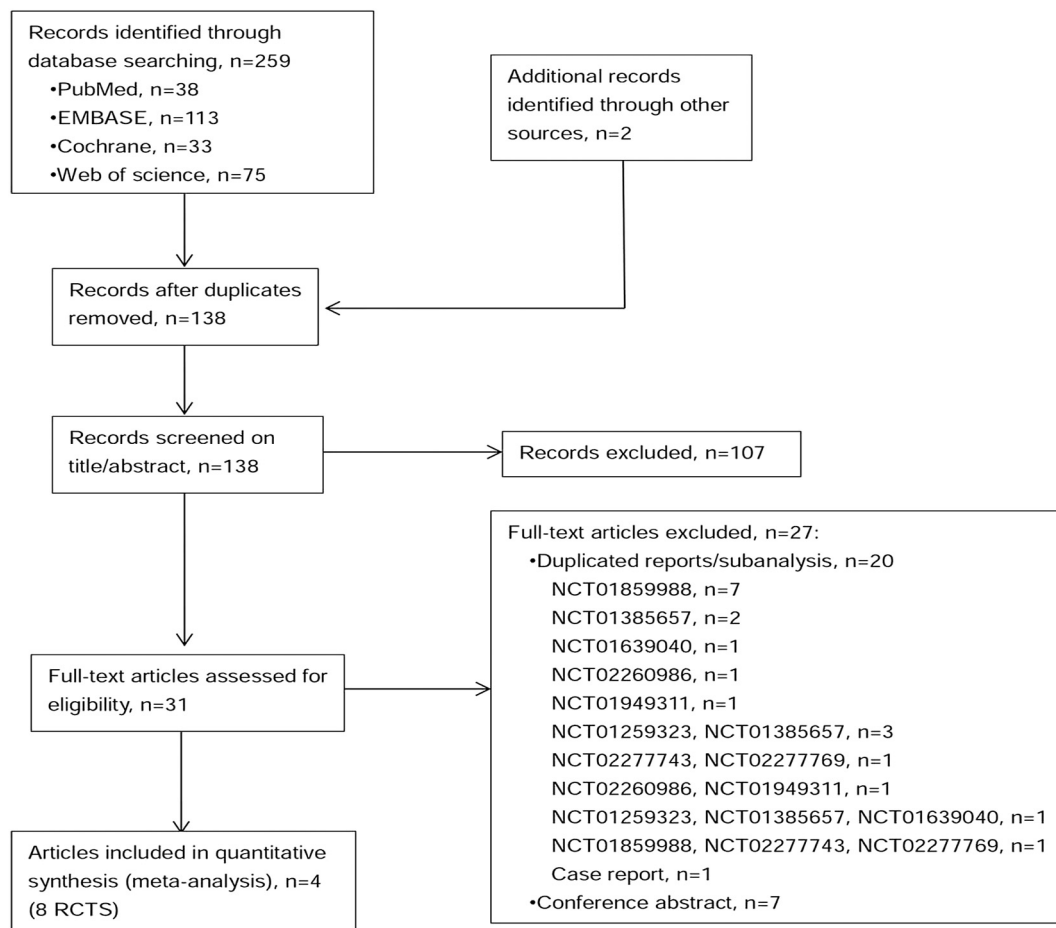 Records identified through
database searching, n=259
•PubMed, n=38
•EMBASE, n=113
•Cochrane, n=33
•Web of science, n=75
Additional records
identified through other
sources, n=2
Records after duplicates
removed, n=138
Records screened on
title/abstract, n=138
Records excluded, n=107
Full-text articles assessed for
eligibility, n=31
Full-text articles excluded, n=27:
•Duplicated reports/subanalysis, n=20
NCT01859988, n=7
NCT01385657, n=2
NCT01639040, n=1
NCT02260986, n=1
NCT01949311, n=1
NCT01259323, NCT01385657, n=3
NCT02277743, NCT02277769, n=1
NCT02260986, NCT01949311, n=1
NCT01259323, NCT01385657, NCT01639040, n=1
NCT01859988, NCT02277743, NCT02277769, n=1
Case report, n=1
•Conference abstract, n=7
Articles included in quantitative
synthesis (meta-analysis), n=4
(8 RCTS)